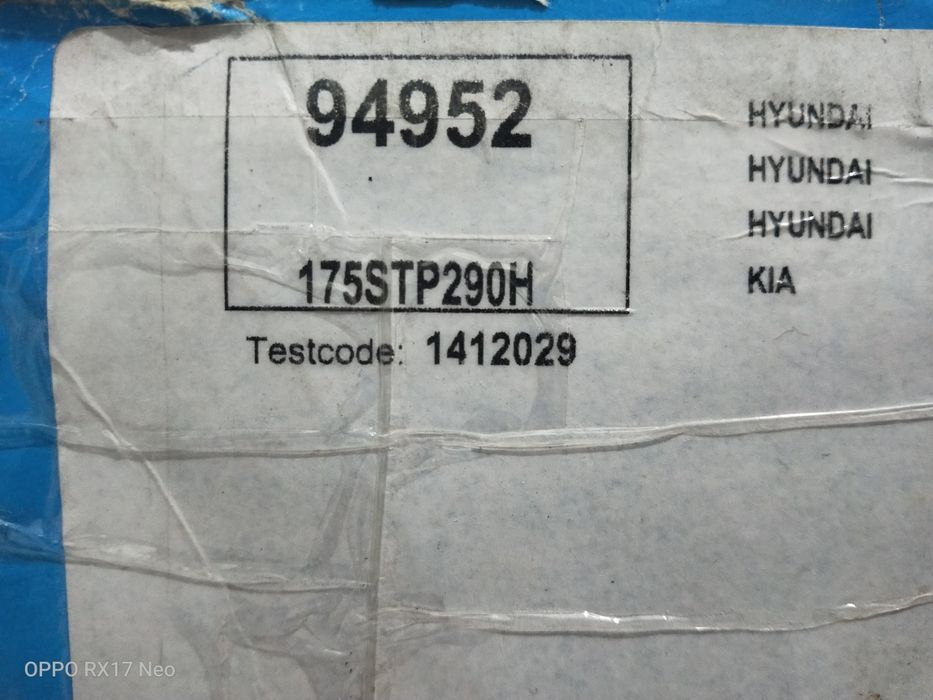 94952
175STP290H
Testcode: 1412029
HYUNDAI
HYUNDAI
HYUNDAI
KIA
OPPO RX17 Neo